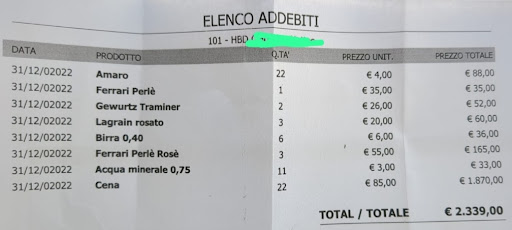 ELENCO ADDEBITI
101 - HBD
DATA PRODOTTO Q.TA' PREZZO UNIT. PREZZO TOTALE
31/12/02022 Amaro 22 € 4,00 € 88,00
31/12/02022 Ferrari Perlè 1 € 35,00 € 35,00
31/12/02022 Gewurtz Traminer 2 € 26,00 € 52,00
31/12/02022 Lagrain rosato 3 € 20,00 € 60,00
31/12/02022 Birra 0,40 6 € 6,00 € 36,00
31/12/02022 Ferrari Perlè Rosè 3 € 55,00 € 165,00
31/12/02022 Acqua minerale 0,75 11 € 3,00 € 33,00
31/12/02022 Cena 22 € 85,00 € 1.870,00
TOTAL / TOTALE € 2.339,00